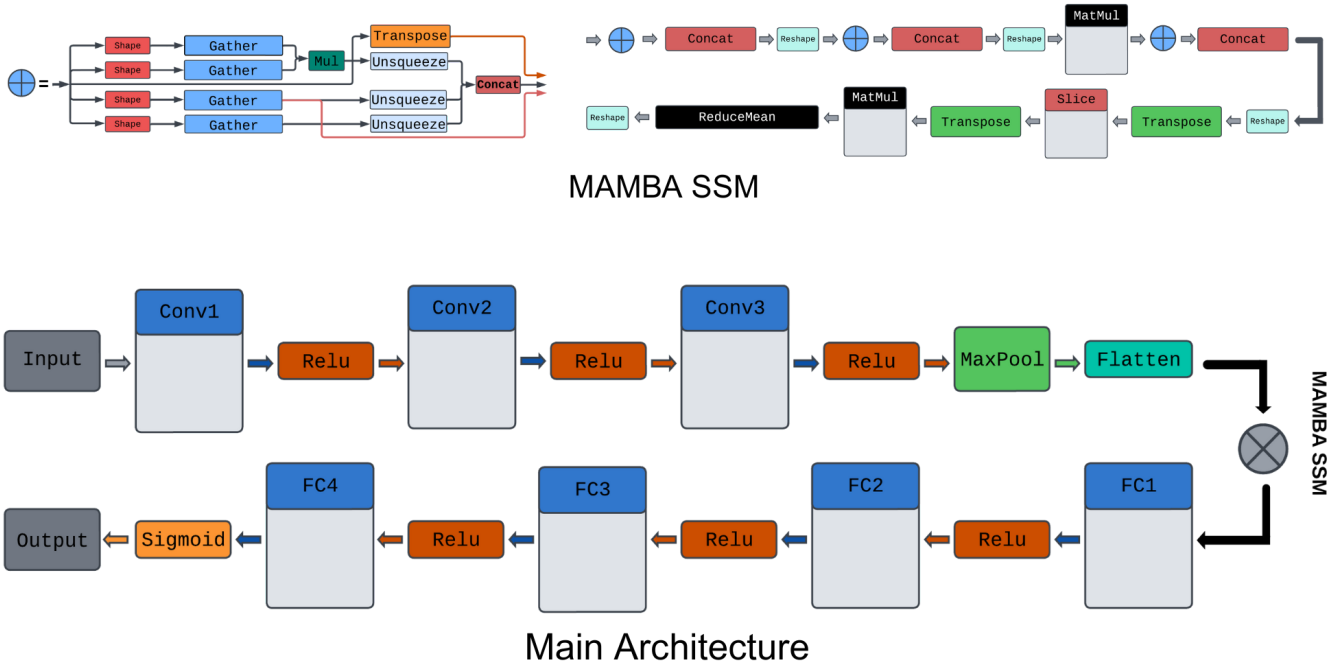 Shape Gather Transpose
Shape Gather Mul Unsqueeze
Concat
Shape Gather Unsqueeze
Shape Gather Unsqueeze
=
MatMul
Concat Reshape Concat Reshape Concat
MatMul Slice
Reshape ReduceMean Transpose Transpose Reshape
MAMBA SSM
Conv1 Conv2 Conv3
Input Relu Relu Relu MaxPool Flatten
MAMBA SSM
FC4 FC3 FC2 FC1
Output Sigmoid Relu Relu Relu
Main Architecture